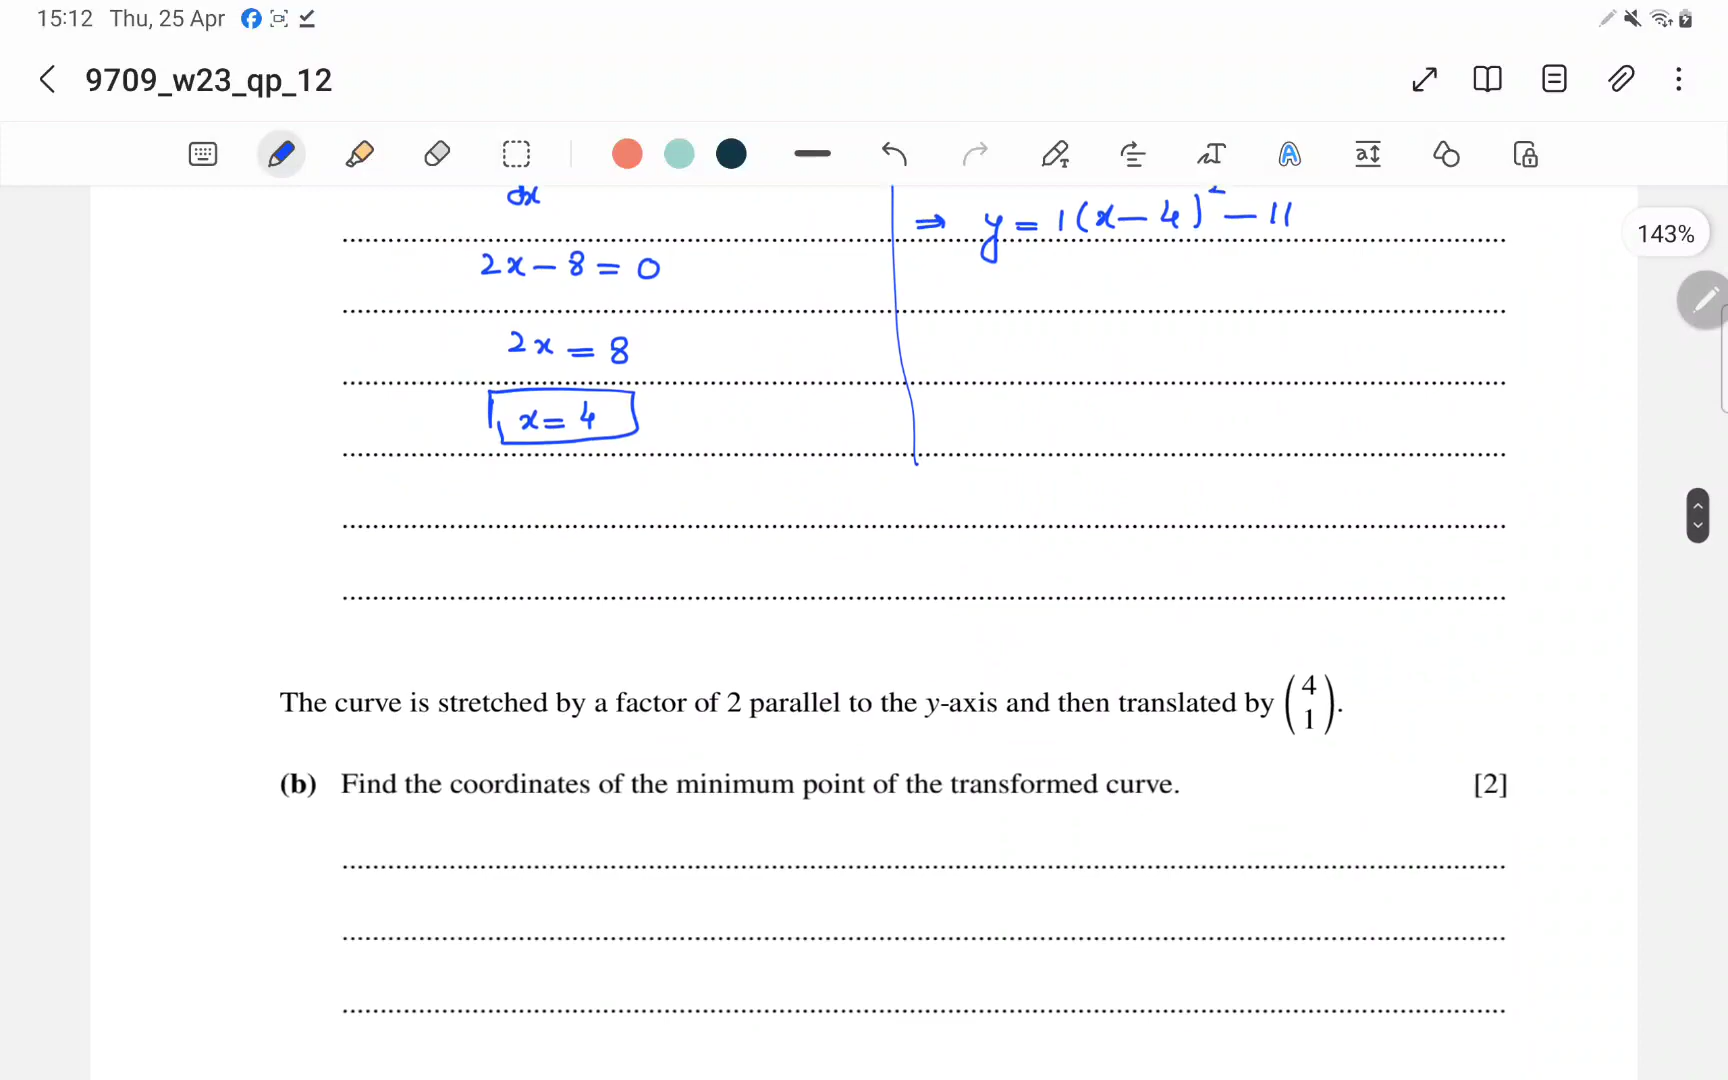 15:12 Thu, 25 Apr
9709_w23_qp_12
143%
dx
⇒ y = 1(x − 4)² − 11
2x − 8 = 0
2x = 8
x = 4
The curve is stretched by a factor of 2 parallel to the y-axis and then translated by (4 1).
(b) Find the coordinates of the minimum point of the transformed curve. [2]